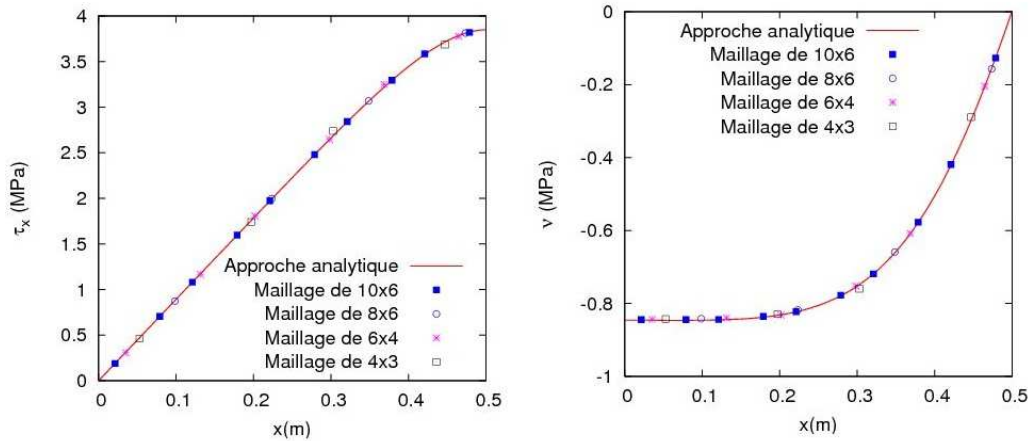 4
3.5
3
2.5
2
1.5
1
0.5
0
τx (MPa)
Approche analytique
Maillage de 10x6
Maillage de 8x6
Maillage de 6x4
Maillage de 4x3
0 0.1 0.2 0.3 0.4 0.5
x(m)
0
-0.2
-0.4
-0.6
-0.8
-1
ν (MPa)
Approche analytique
Maillage de 10x6
Maillage de 8x6
Maillage de 6x4
Maillage de 4x3
0 0.1 0.2 0.3 0.4 0.5
x(m)